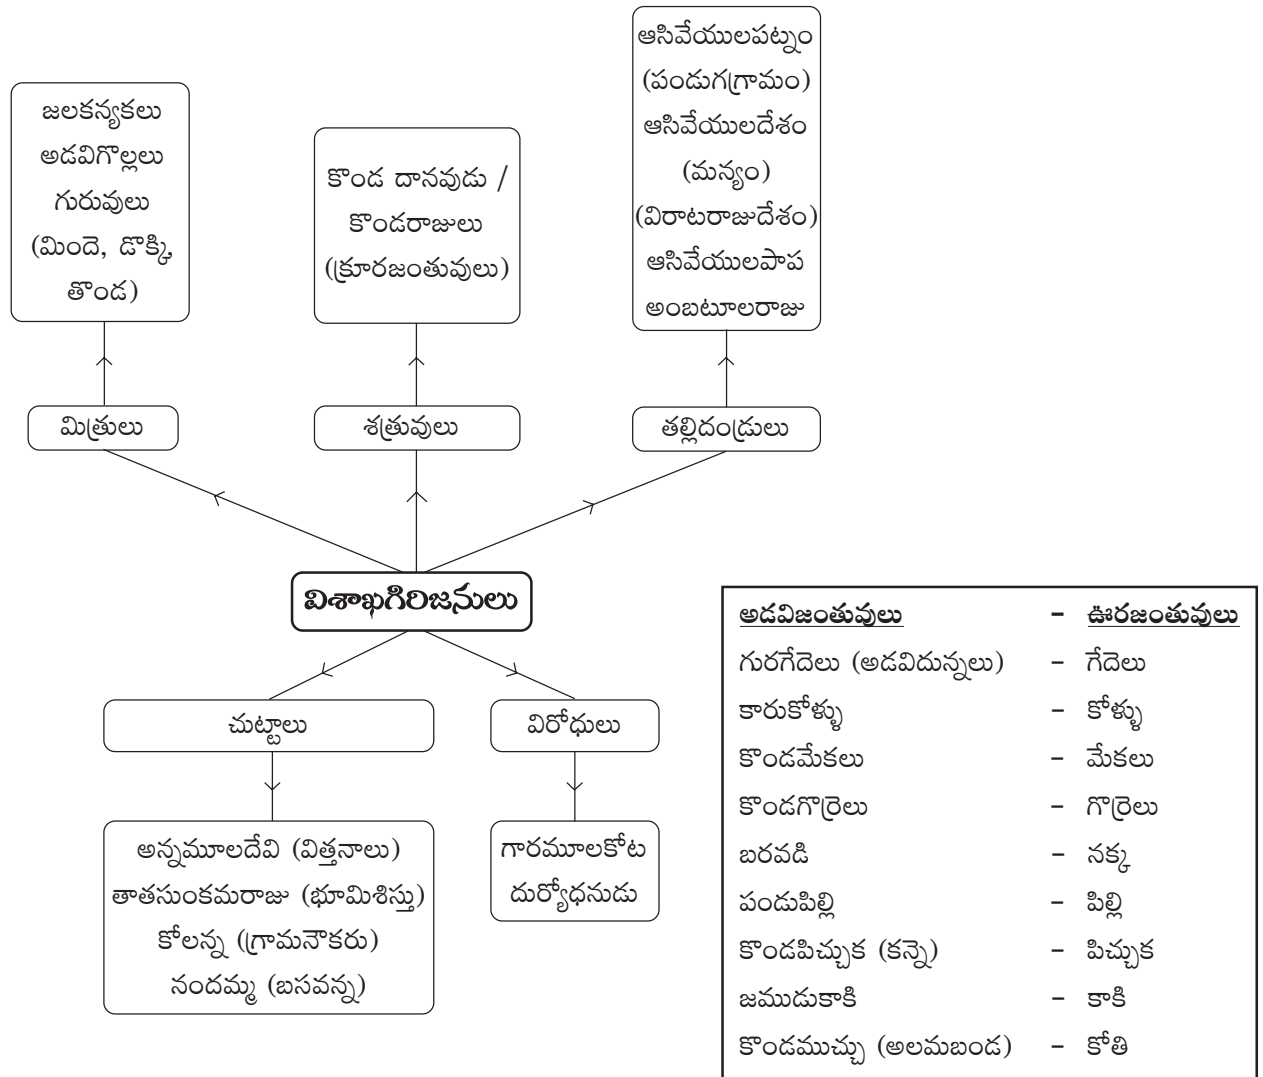 జలకన్యకలు
అడవిగొల్లలు
గురువులు
(మిందె, డొక్కి,
తొండ)
కొండ దానవుడు /
కొండరాజులు
(క్రూరజంతువులు)
ఆసివేయులపట్నం
(పండుగగ్రామం)
ఆసివేయులదేశం
(మన్యం)
(విరాటరాజుదేశం)
ఆసివేయులపాప
అంబటూలరాజు
మిత్రులు
శత్రువులు
తల్లిదండ్రులు
విశాఖగిరిజనులు
చుట్టాలు
విరోధులు
అన్నమూలదేవి (విత్తనాలు)
తాతసుంకమరాజు (భూమిశిస్తు)
కోలన్న (గ్రామనౌకరు)
నందమ్మ (బసవన్న)
గారమూలకోట
దుర్యోధనుడు
అడవిజంతువులు – ఊరజంతువులు
గురగేదెలు (అడవిదున్నలు) – గేదెలు
కారుకోళ్ళు – కోళ్ళు
కొండమేకలు – మేకలు
కొండగొర్రెలు – గొర్రెలు
బరవడి – నక్క
పండుపిల్లి – పిల్లి
కొండపిచ్చుక (కన్నె) – పిచ్చుక
జముడుకాకి – కాకి
కొండముచ్చు (అలమబండ) – కోతి